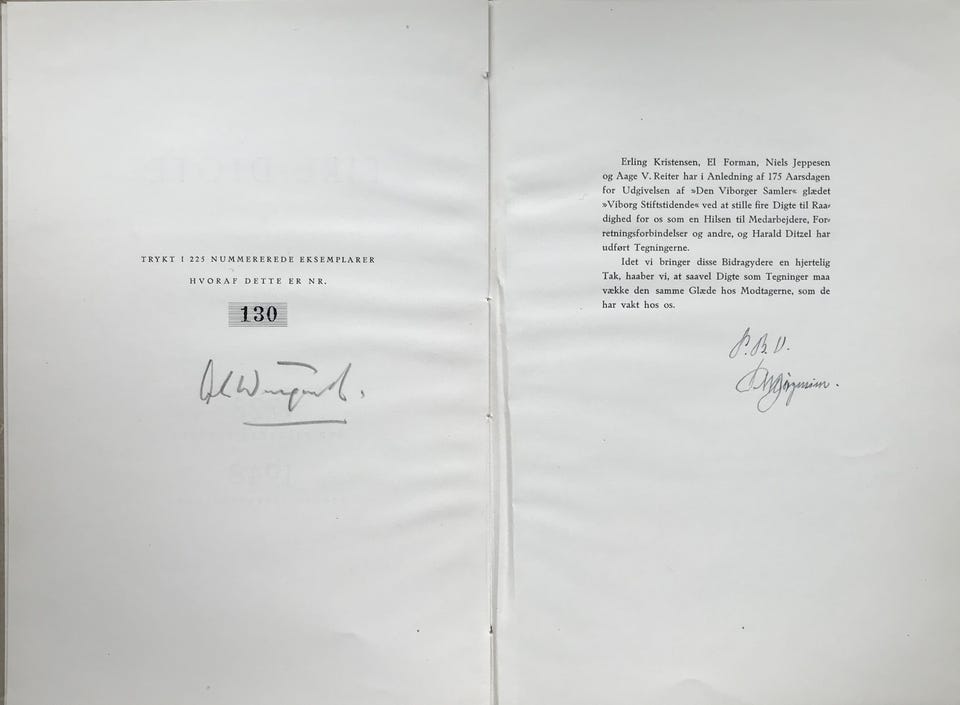 TRYKT I 225 NUMMEREREDE EKSEMPLARER
HVORAF DETTE ER NR.
130
Erling Kristensen, El Forman, Niels Jeppesen
og Aage V. Reiter har i Anledning af 175 Aarsdagen
for Udgivelsen af »Den Viborger Samler« glædet
»Viborg Stiftstidende« ved at stille fire Digte til Raa-
dighed for os som en Hilsen til Medarbejdere, For-
retningsforbindelser og andre, og Harald Ditzel har
udført Tegningerne.
Idet vi bringer disse Bidragydere en hjertelig
Tak, haaber vi, at saavel Digte som Tegninger maa
vække den samme Glæde hos Modtagerne, som de
har vakt hos os.
P.B.V.